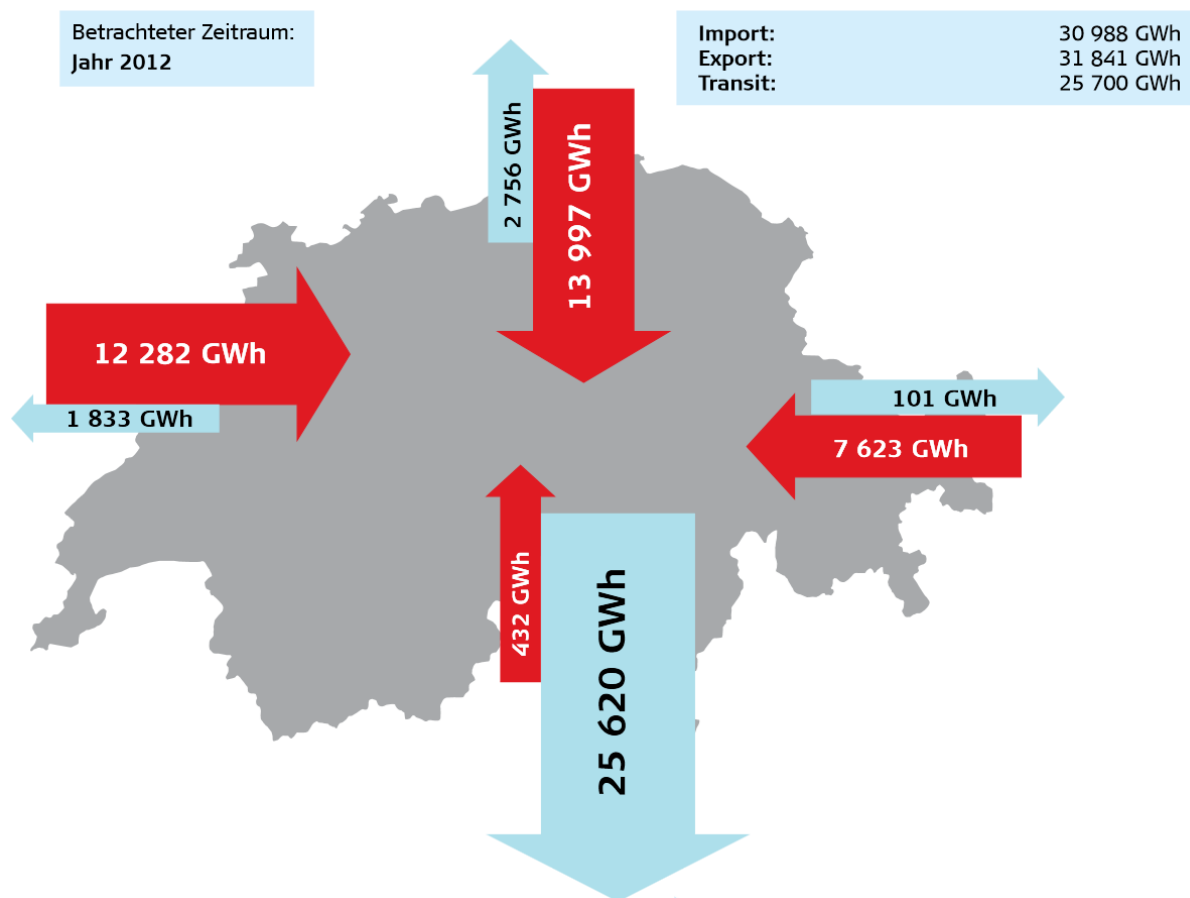 Betrachteter Zeitraum:
Jahr 2012
Import: 30 988 GWh
Export: 31 841 GWh
Transit: 25 700 GWh
2 756 GWh
13 997 GWh
12 282 GWh
1 833 GWh
101 GWh
7 623 GWh
432 GWh
25 620 GWh